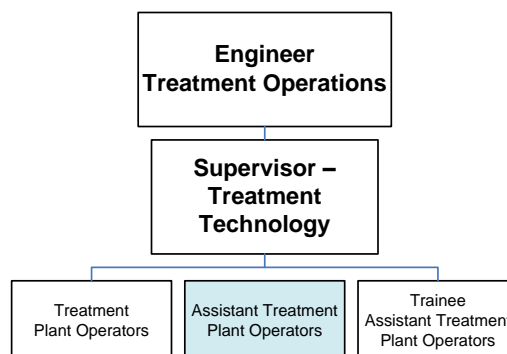 Engineer
Treatment Operations
Supervisor –
Treatment
Technology
Treatment
Plant Operators
Assistant Treatment
Plant Operators
Trainee
Assistant Treatment
Plant Operators